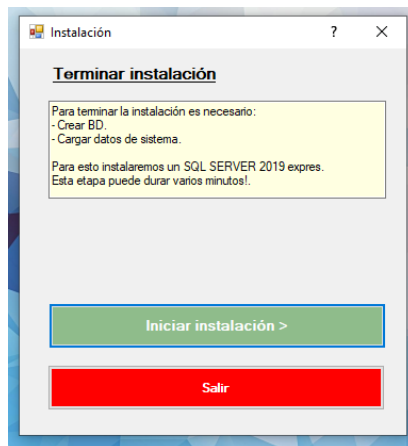 Instalación
?
Terminar instalación
Para terminar la instalación es necesario:
- Crear BD.
- Cargar datos de sistema.
Para esto instalaremos un SQL SERVER 2019 expres.
Esta etapa puede durar varios minutos!.
Iniciar instalación >
Salir